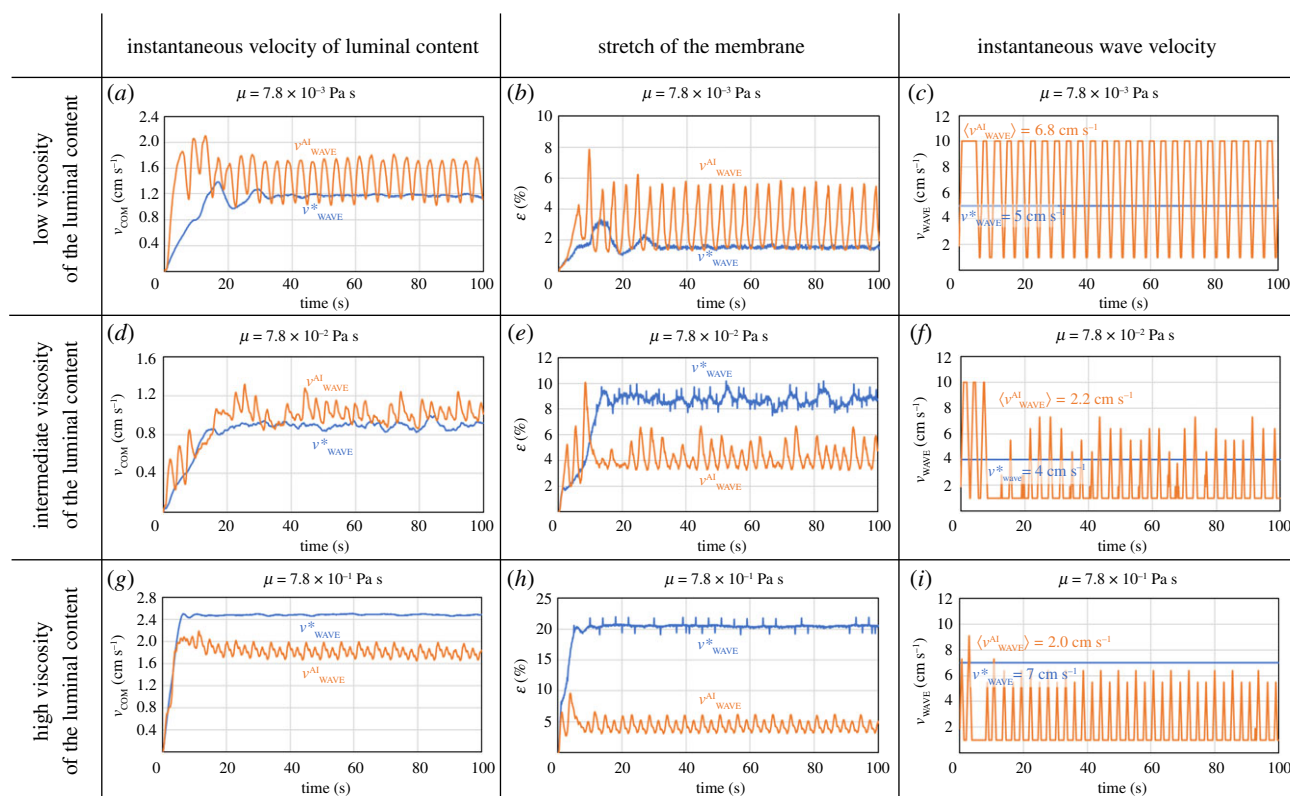 instantaneous velocity of luminal content
stretch of the membrane
instantaneous wave velocity
low viscosity
of the luminal content
(a)
μ = 7.8 × 10⁻³ Pa s
v_COM (cm s⁻¹)
2.4
2.0
1.6
1.2
0.8
0.4
v^AI_WAVE
v*_WAVE
0 20 40 60 80 100
time (s)
(b)
μ = 7.8 × 10⁻³ Pa s
ε (%)
10
8
6
4
2
v^AI_WAVE
v*_WAVE
0 20 40 60 80 100
time (s)
(c)
μ = 7.8 × 10⁻³ Pa s
v_WAVE (cm s⁻¹)
12
10
8
6
4
2
⟨v^AI_WAVE⟩ = 6.8 cm s⁻¹
v*_WAVE = 5 cm s⁻¹
0 20 40 60 80 100
time (s)
intermediate viscosity
of the luminal content
(d)
μ = 7.8 × 10⁻² Pa s
v_COM (cm s⁻¹)
1.6
1.2
0.8
0.4
v^AI_WAVE
v*_WAVE
0 20 40 60 80 100
time (s)
(e)
μ = 7.8 × 10⁻² Pa s
ε (%)
12
10
8
6
4
2
v*_WAVE
v^AI_WAVE
0 20 40 60 80 100
time (s)
(f)
μ = 7.8 × 10⁻² Pa s
v_WAVE (cm s⁻¹)
12
10
8
6
4
2
⟨v^AI_WAVE⟩ = 2.2 cm s⁻¹
v*_wave = 4 cm s⁻¹
0 20 40 60 80 100
time (s)
high viscosity
of the luminal content
(g)
μ = 7.8 × 10⁻¹ Pa s
v_COM (cm s⁻¹)
2.8
2.4
2.0
1.6
1.2
0.8
0.4
v*_WAVE
v^AI_WAVE
0 20 40 60 80 100
time (s)
(h)
μ = 7.8 × 10⁻¹ Pa s
ε (%)
25
20
15
10
5
v*_WAVE
v^AI_WAVE
0 20 40 60 80 100
time (s)
(i)
μ = 7.8 × 10⁻¹ Pa s
v_WAVE (cm s⁻¹)
12
10
8
6
4
2
⟨v^AI_WAVE⟩ = 2.0 cm s⁻¹
v*_WAVE = 7 cm s⁻¹
0 20 40 60 80 100
time (s)